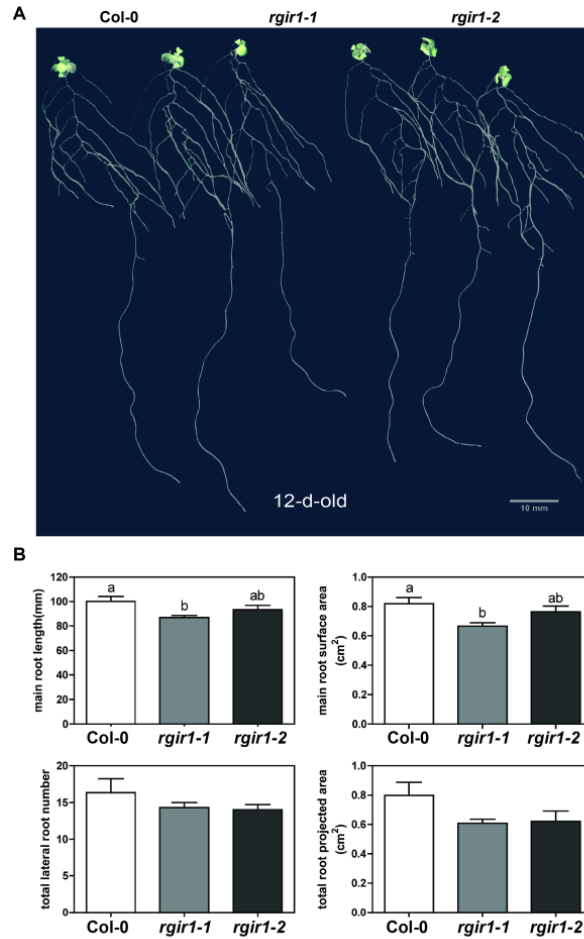 A
Col-0 rgir1-1 rgir1-2
12-d-old
10 mm
B
main root length(mm)
120
100
80
60
40
20
0
a
b
ab
Col-0 rgir1-1 rgir1-2
main root surface area
(cm²)
1.0
0.8
0.6
0.4
0.2
0.0
a
b
ab
Col-0 rgir1-1 rgir1-2
total lateral root number
20
15
10
5
0
Col-0 rgir1-1 rgir1-2
total root projected area
(cm²)
1.0
0.8
0.6
0.4
0.2
0.0
Col-0 rgir1-1 rgir1-2